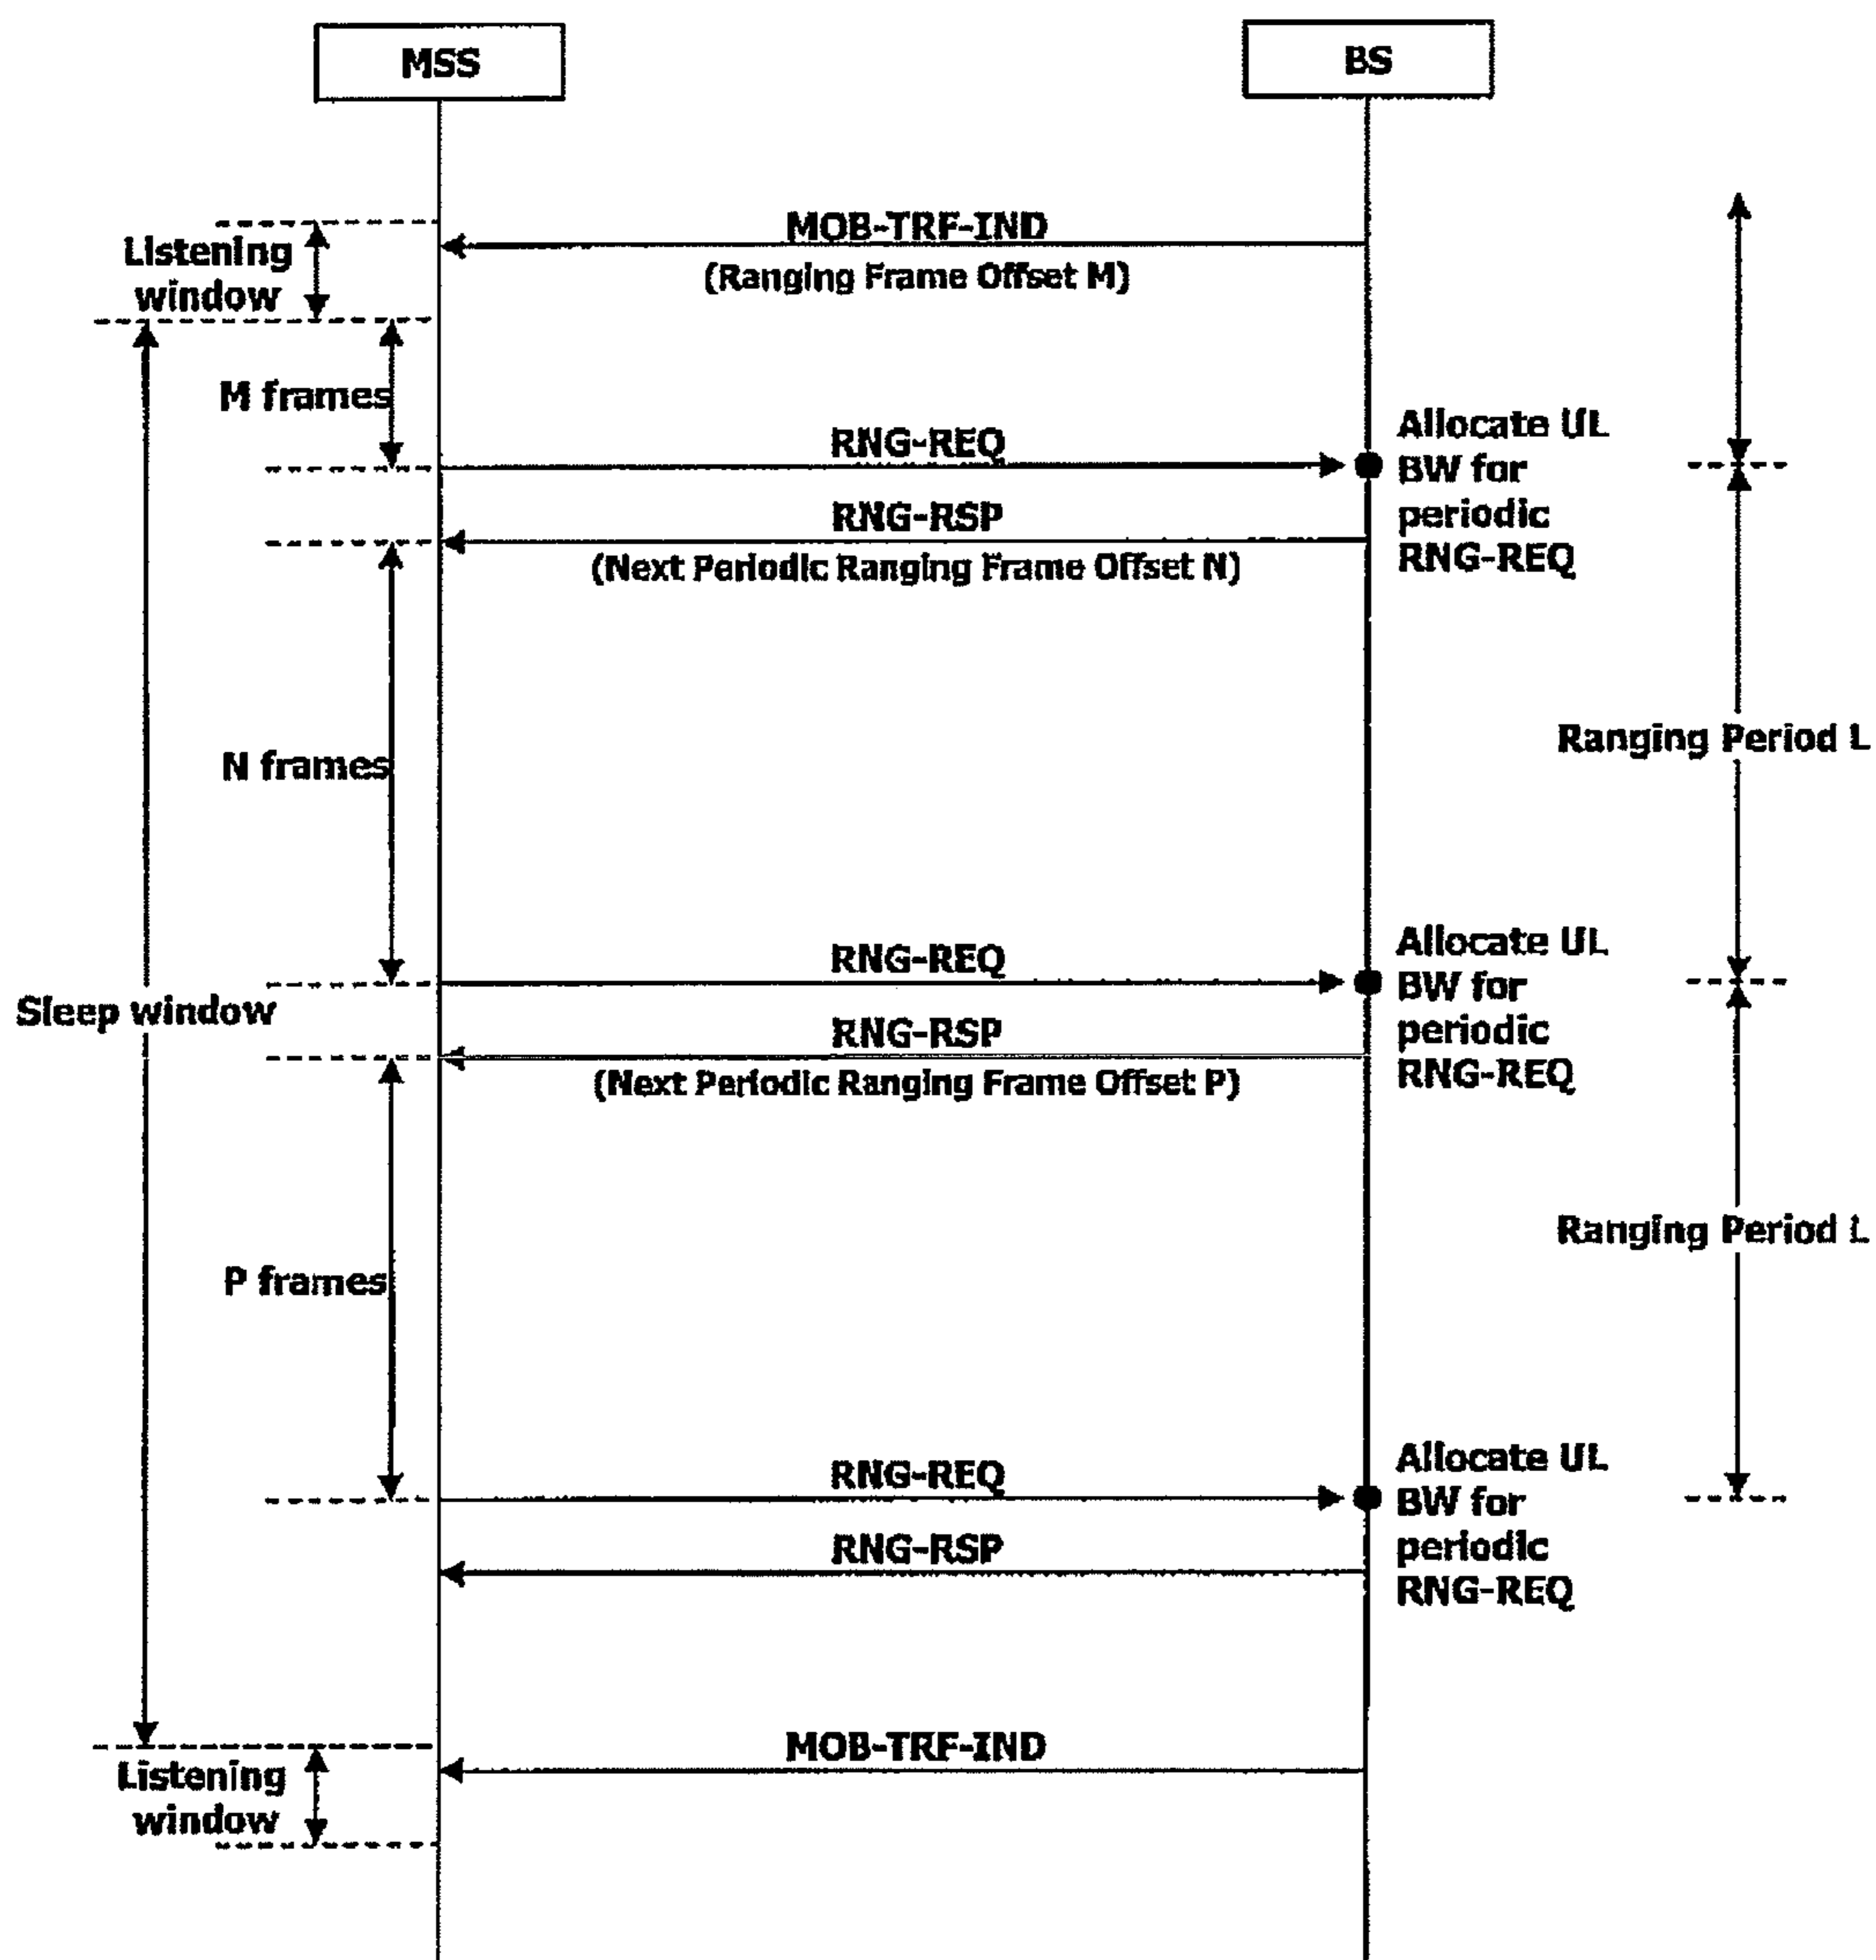 MSS
BS
MOB-TRF-IND
(Ranging Frame Offset M)
Listening
window
M frames
RNG-REQ
Allocate UL
BW for
periodic
RNG-REQ
RNG-RSP
(Next Periodic Ranging Frame Offset N)
Ranging Period L
N frames
RNG-REQ
Allocate UL
BW for
periodic
RNG-REQ
Sleep window
RNG-RSP
(Next Periodic Ranging Frame Offset P)
Ranging Period L
P frames
RNG-REQ
Allocate UL
BW for
periodic
RNG-REQ
RNG-RSP
MOB-TRF-IND
Listening
window